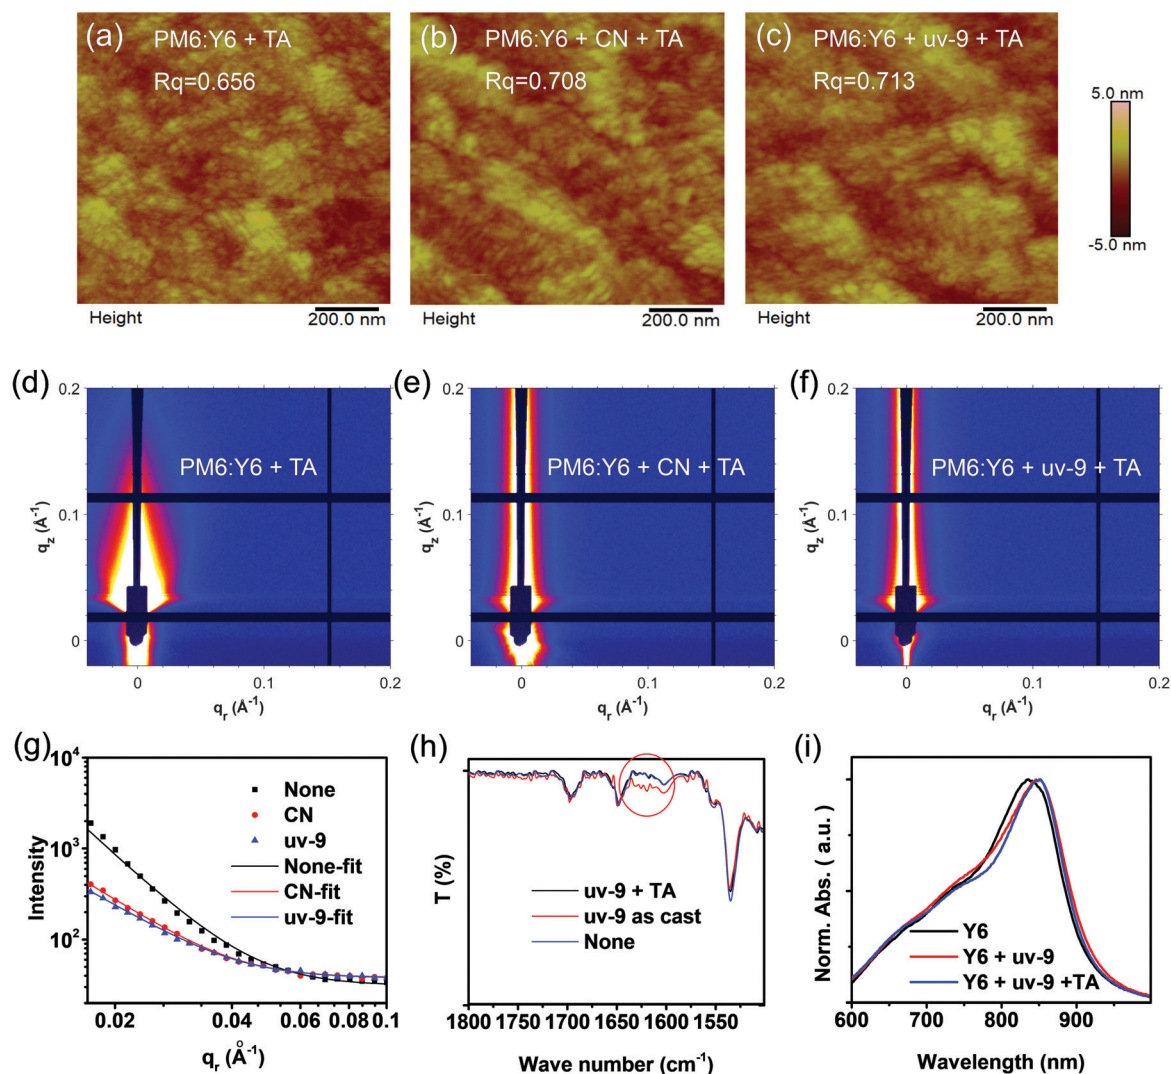 (a) PM6:Y6 + TA
Rq=0.656
(b) PM6:Y6 + CN + TA
Rq=0.708
(c) PM6:Y6 + uv-9 + TA
Rq=0.713
5.0 nm
-5.0 nm
Height 200.0 nm
Height 200.0 nm
Height 200.0 nm
(d)
0.2
0.1
0
qz (Å-1)
PM6:Y6 + TA
0 0.1 0.2
qr (Å-1)
(e)
0.2
0.1
0
qz (Å-1)
PM6:Y6 + CN + TA
0 0.1 0.2
qr (Å-1)
(f)
0.2
0.1
0
qz (Å-1)
PM6:Y6 + uv-9 + TA
0 0.1 0.2
qr (Å-1)
(g)
10^4
10^3
10^2
Intensity
None
CN
uv-9
None-fit
CN-fit
uv-9-fit
0.02 0.04 0.06 0.08 0.1
qr (Å-1)
(h)
T (%)
uv-9 + TA
uv-9 as cast
None
1800 1750 1700 1650 1600 1550
Wave number (cm-1)
(i)
Norm. Abs. ( a.u. )
Y6
Y6 + uv-9
Y6 + uv-9 +TA
600 700 800 900
Wavelength (nm)